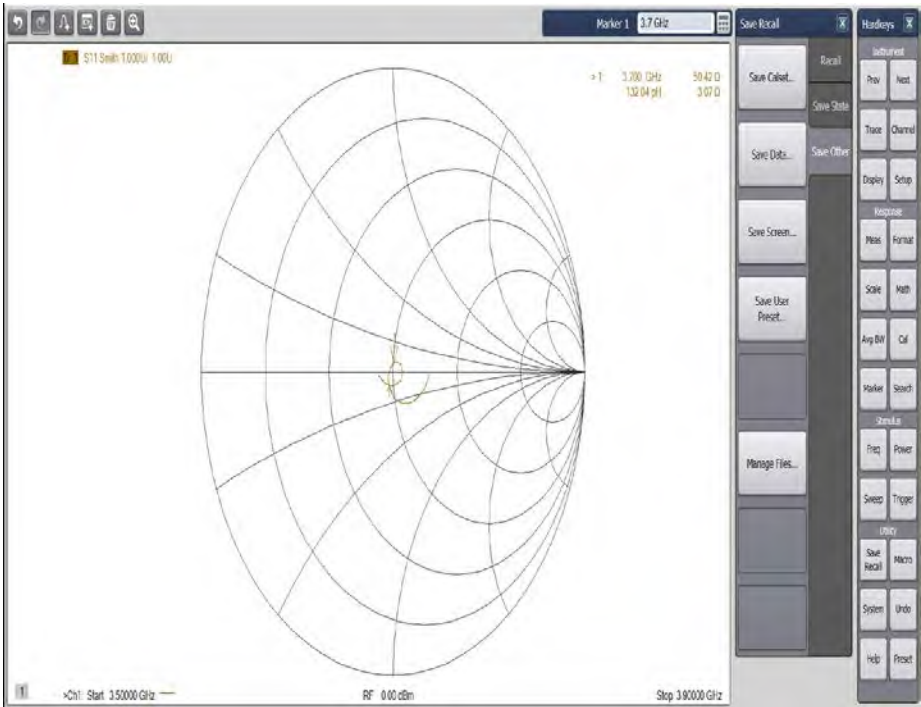 Marker 1 3.7 GHz
Save Recall X
Hardkeys X
S11 Smith 1.000U/ 1.00U
>1: 3.700 GHz 50.42 Ω
132.04 pH 3.07 Ω
Save Calset...
Save Data...
Save Screen...
Save User
Preset...
Manage Files...
Recall
Save State
Save Other
Instrument
Prev Next
Trace Channel
Display Setup
Response
Meas Format
Scale Math
Avg BW Cal
Marker Search
Stimulus
Freq Power
Sweep Trigger
Utility
Save
Recall
Macro
System Undo
Help Preset
1 >Ch1: Start 3.50000 GHz RF 0.00 dBm Stop 3.90000 GHz